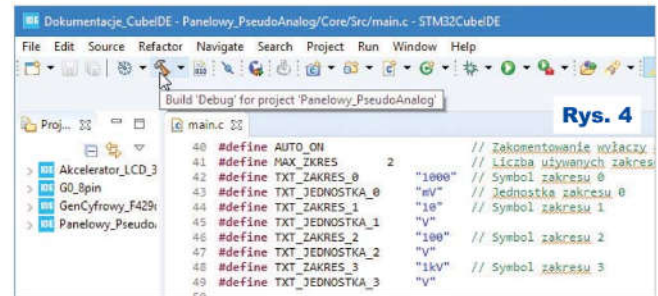 Dokumentacje_CubeIDE - Panelowy_PseudoAnalog/Core/Src/main.c - STM32CubeIDE
File Edit Source Refactor Navigate Search Project Run Window Help
Build 'Debug' for project 'Panelowy_PseudoAnalog'
Rys. 4
Proj...
main.c
Akcelerator_LCD_3
G0_8pin
GenCyfrowy_F429
Panelowy_Pseudo
40 #define AUTO_ON // Zakomentowanie wyłaczy
41 #define MAX_ZKRES 2 // Liczba używanych zakres
42 #define TXT_ZAKRES_0 "1000" // Symbol zakresu 0
43 #define TXT_JEDNOSTKA_0 "mV" // Jednostka zakresu 0
44 #define TXT_ZAKRES_1 "10" // Symbol zakresu 1
45 #define TXT_JEDNOSTKA_1 "V"
46 #define TXT_ZAKRES_2 "100" // Symbol zakresu 2
47 #define TXT_JEDNOSTKA_2 "V"
48 #define TXT_ZAKRES_3 "1kV" // Symbol zakresu 3
49 #define TXT_JEDNOSTKA_3 "V"